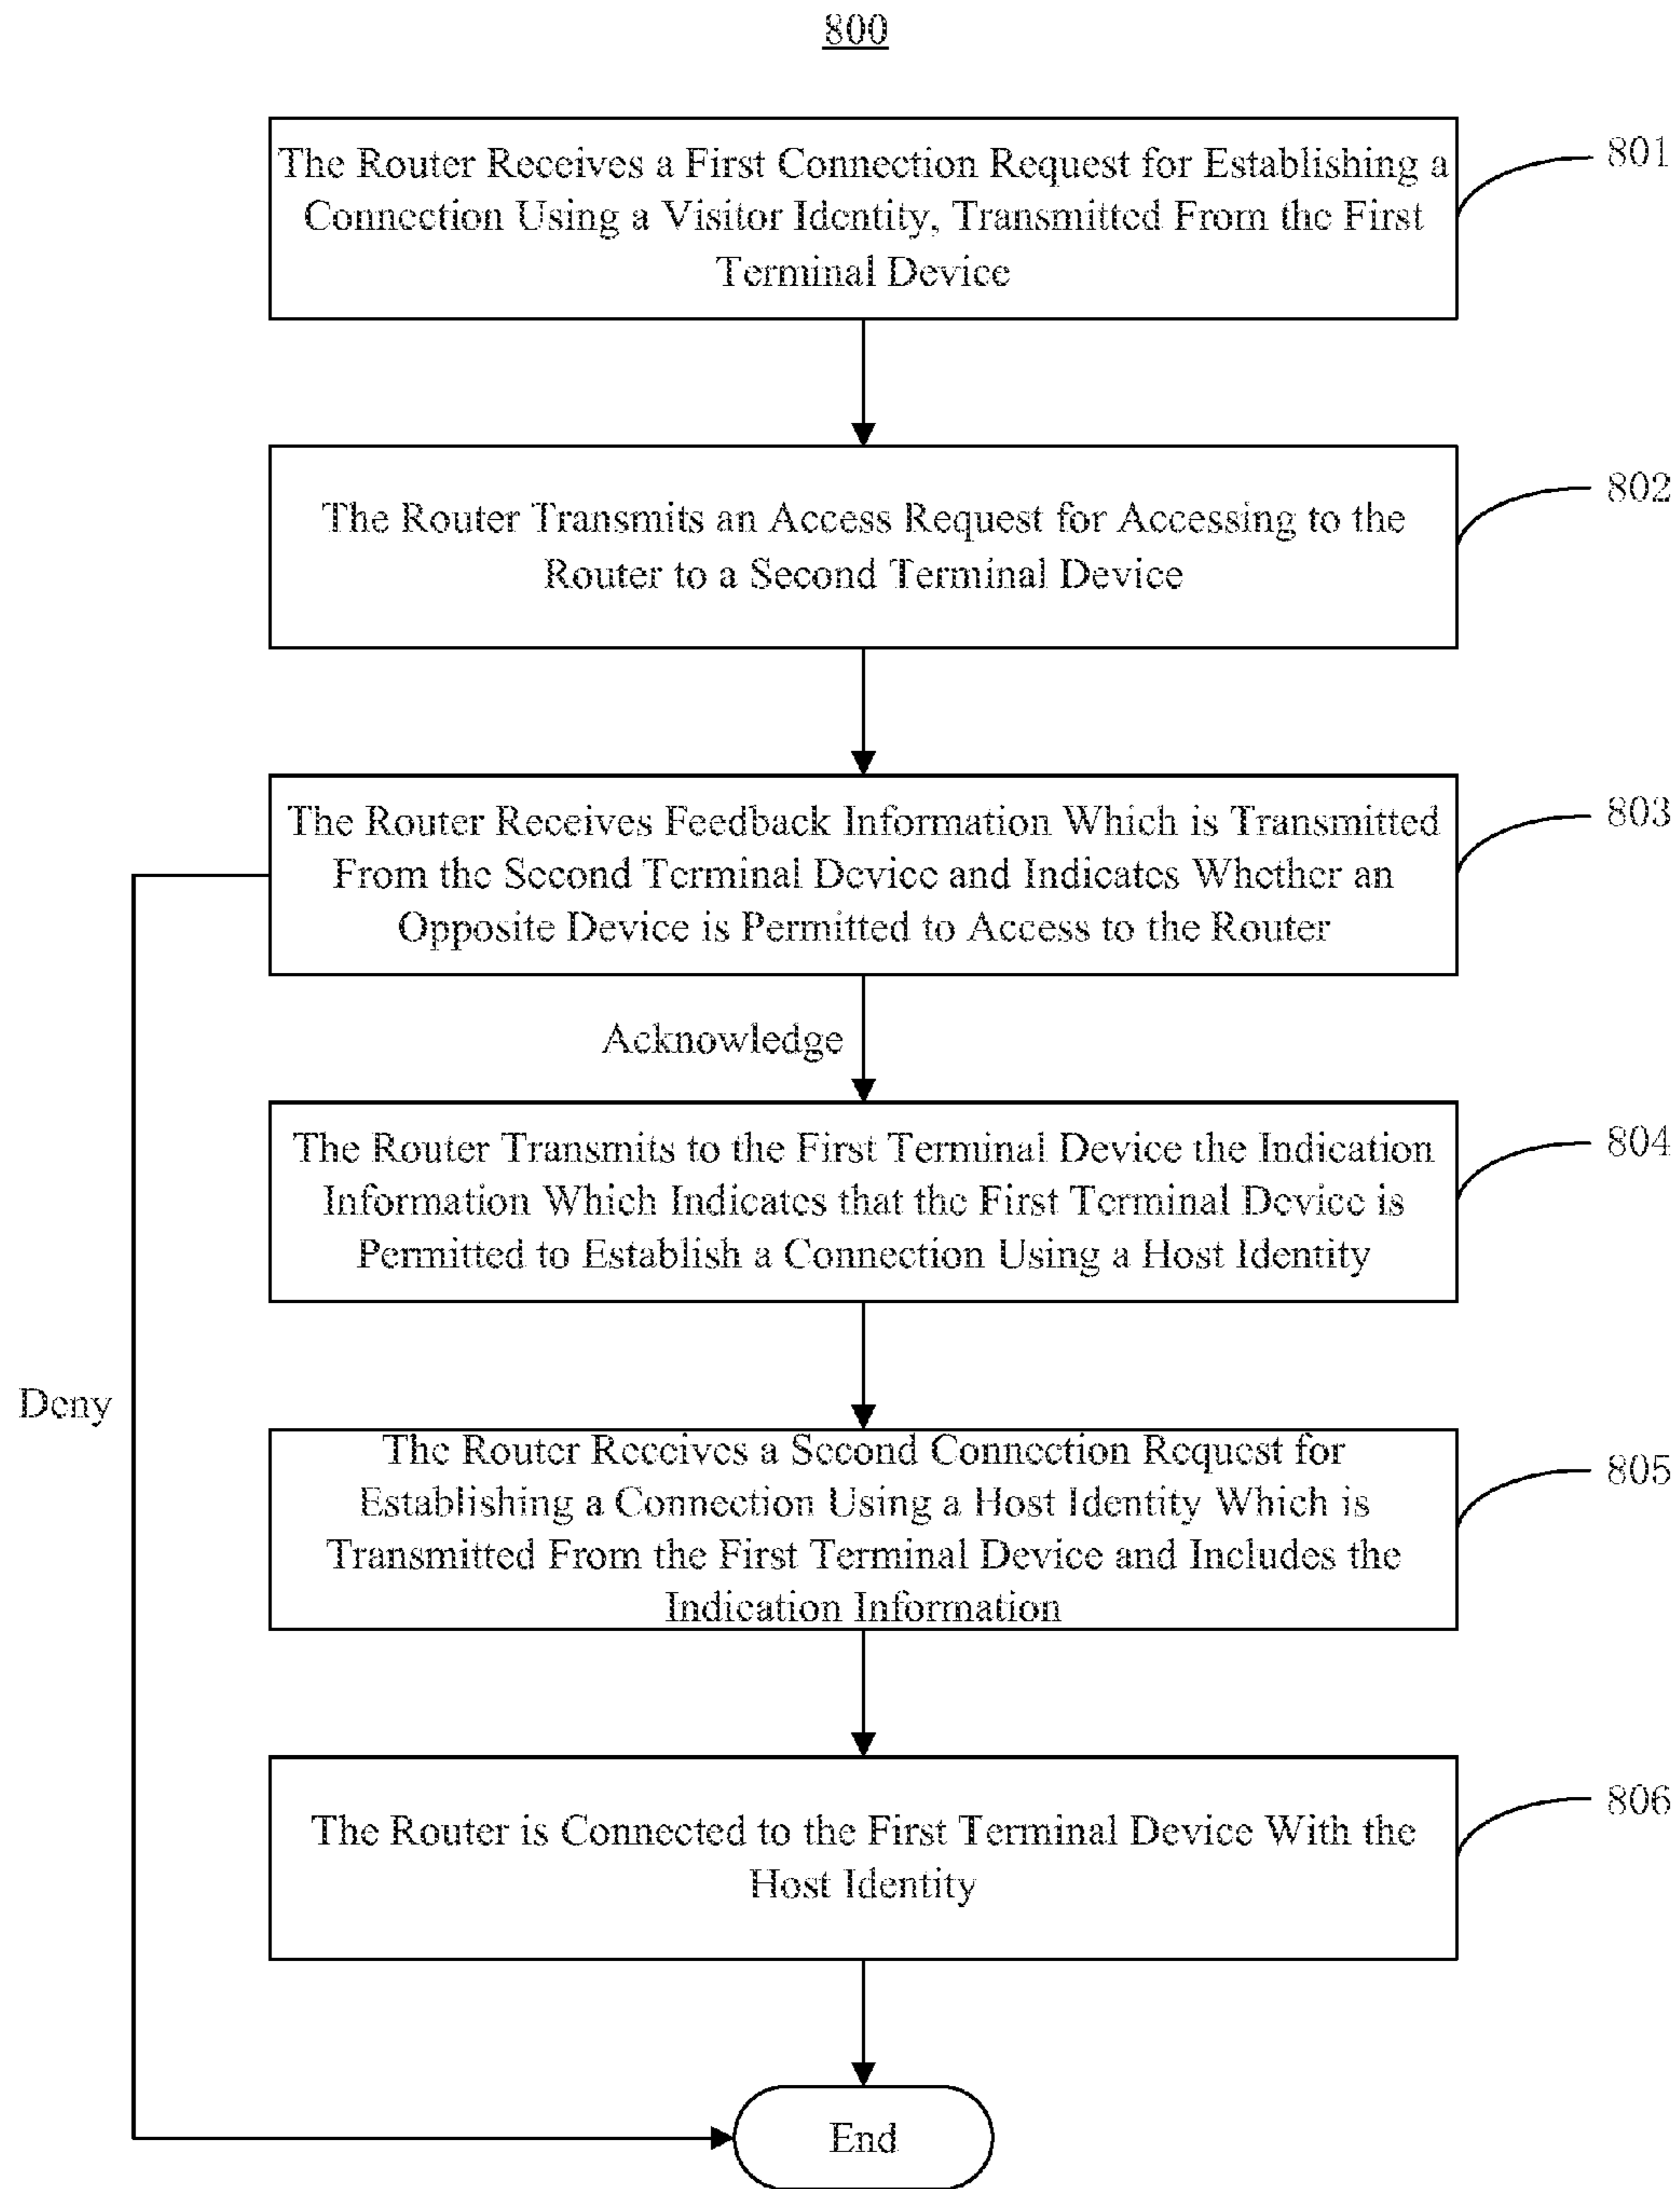 800
The Router Receives a First Connection Request for Establishing a
Connection Using a Visitor Identity, Transmitted From the First
Terminal Device
801
The Router Transmits an Access Request for Accessing to the
Router to a Second Terminal Device
802
The Router Receives Feedback Information Which is Transmitted
From the Second Terminal Device and Indicates Whether an
Opposite Device is Permitted to Access to the Router
803
Acknowledge
The Router Transmits to the First Terminal Device the Indication
Information Which Indicates that the First Terminal Device is
Permitted to Establish a Connection Using a Host Identity
804
Deny
The Router Receives a Second Connection Request for
Establishing a Connection Using a Host Identity Which is
Transmitted From the First Terminal Device and Includes the
Indication Information
805
The Router is Connected to the First Terminal Device With the
Host Identity
806
End